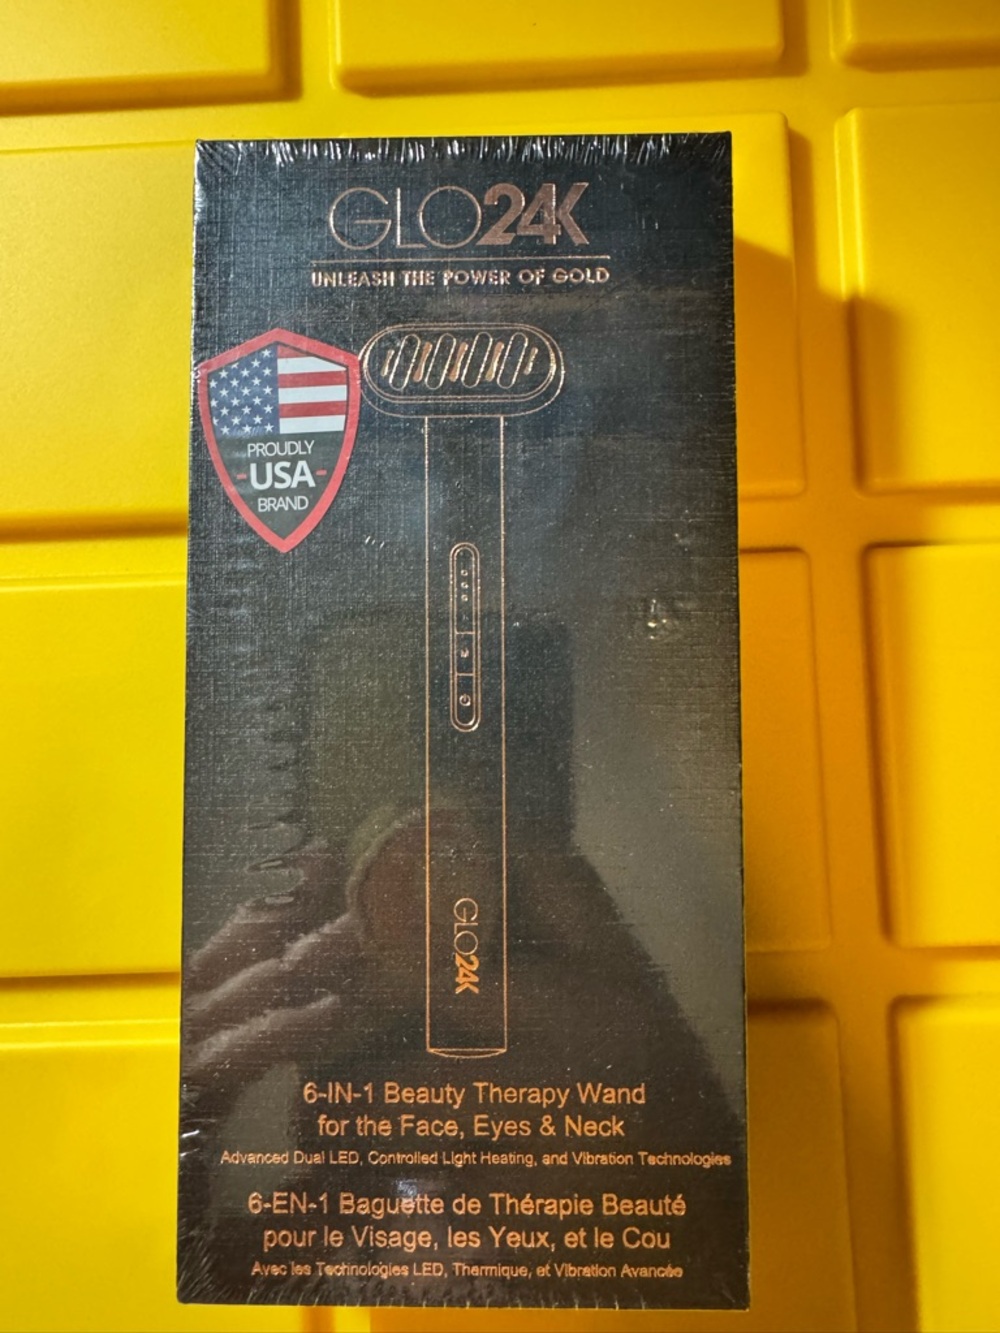 GLO24K
UNLEASH THE POWER OF GOLD
PROUDLY
USA
BRAND
GLO24K
6-IN-1 Beauty Therapy Wand
for the Face, Eyes & Neck
Advanced Dual LED, Controlled Light Heating, and Vibration Technologies
6-EN-1 Baguette de Thérapie Beauté
pour le Visage, les Yeux, et le Cou
Avec les Technologies LED, Thermique, et Vibration Avancée